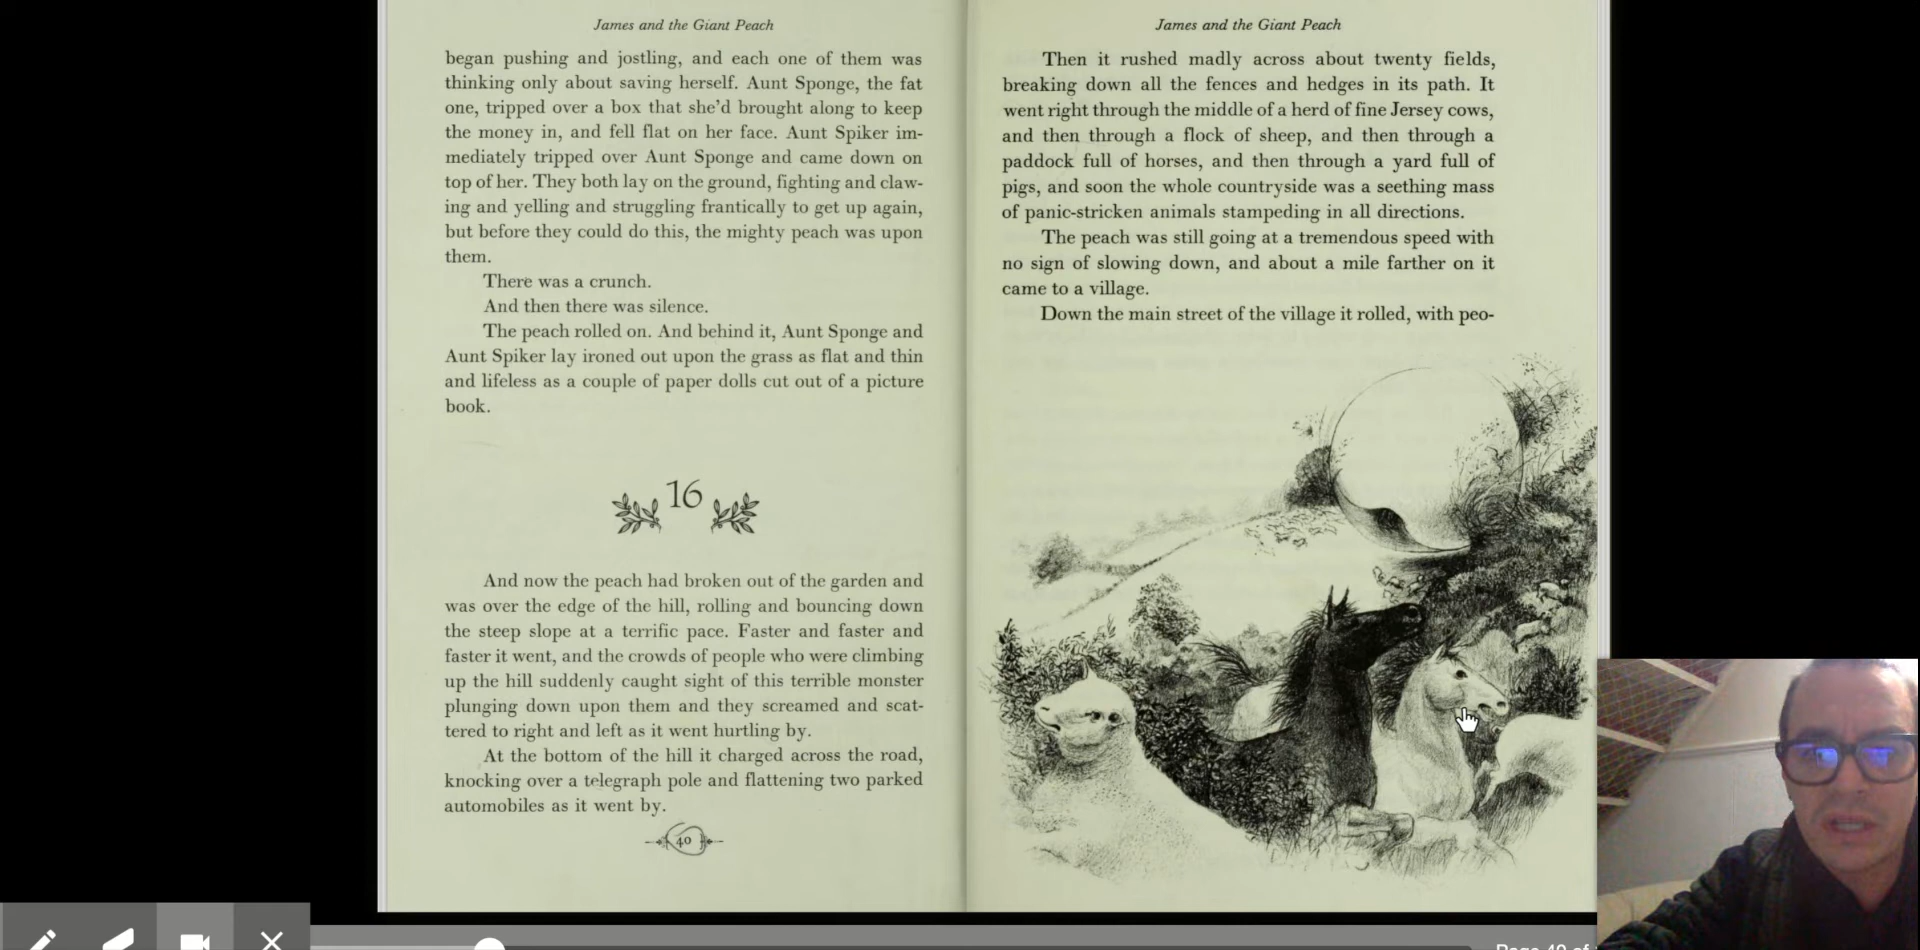 James and the Giant Peach
began pushing and jostling, and each one of them was
thinking only about saving herself. Aunt Sponge, the fat
one, tripped over a box that she'd brought along to keep
the money in, and fell flat on her face. Aunt Spiker im-
mediately tripped over Aunt Sponge and came down on
top of her. They both lay on the ground, fighting and claw-
ing and yelling and struggling frantically to get up again,
but before they could do this, the mighty peach was upon
them.
There was a crunch.
And then there was silence.
The peach rolled on. And behind it, Aunt Sponge and
Aunt Spiker lay ironed out upon the grass as flat and thin
and lifeless as a couple of paper dolls cut out of a picture
book.
16
And now the peach had broken out of the garden and
was over the edge of the hill, rolling and bouncing down
the steep slope at a terrific pace. Faster and faster and
faster it went, and the crowds of people who were climbing
up the hill suddenly caught sight of this terrible monster
plunging down upon them and they screamed and scat-
tered to right and left as it went hurtling by.
At the bottom of the hill it charged across the road,
knocking over a telegraph pole and flattening two parked
automobiles as it went by.
40
James and the Giant Peach
Then it rushed madly across about twenty fields,
breaking down all the fences and hedges in its path. It
went right through the middle of a herd of fine Jersey cows,
and then through a flock of sheep, and then through a
paddock full of horses, and then through a yard full of
pigs, and soon the whole countryside was a seething mass
of panic-stricken animals stampeding in all directions.
The peach was still going at a tremendous speed with
no sign of slowing down, and about a mile farther on it
came to a village.
Down the main street of the village it rolled, with peo-